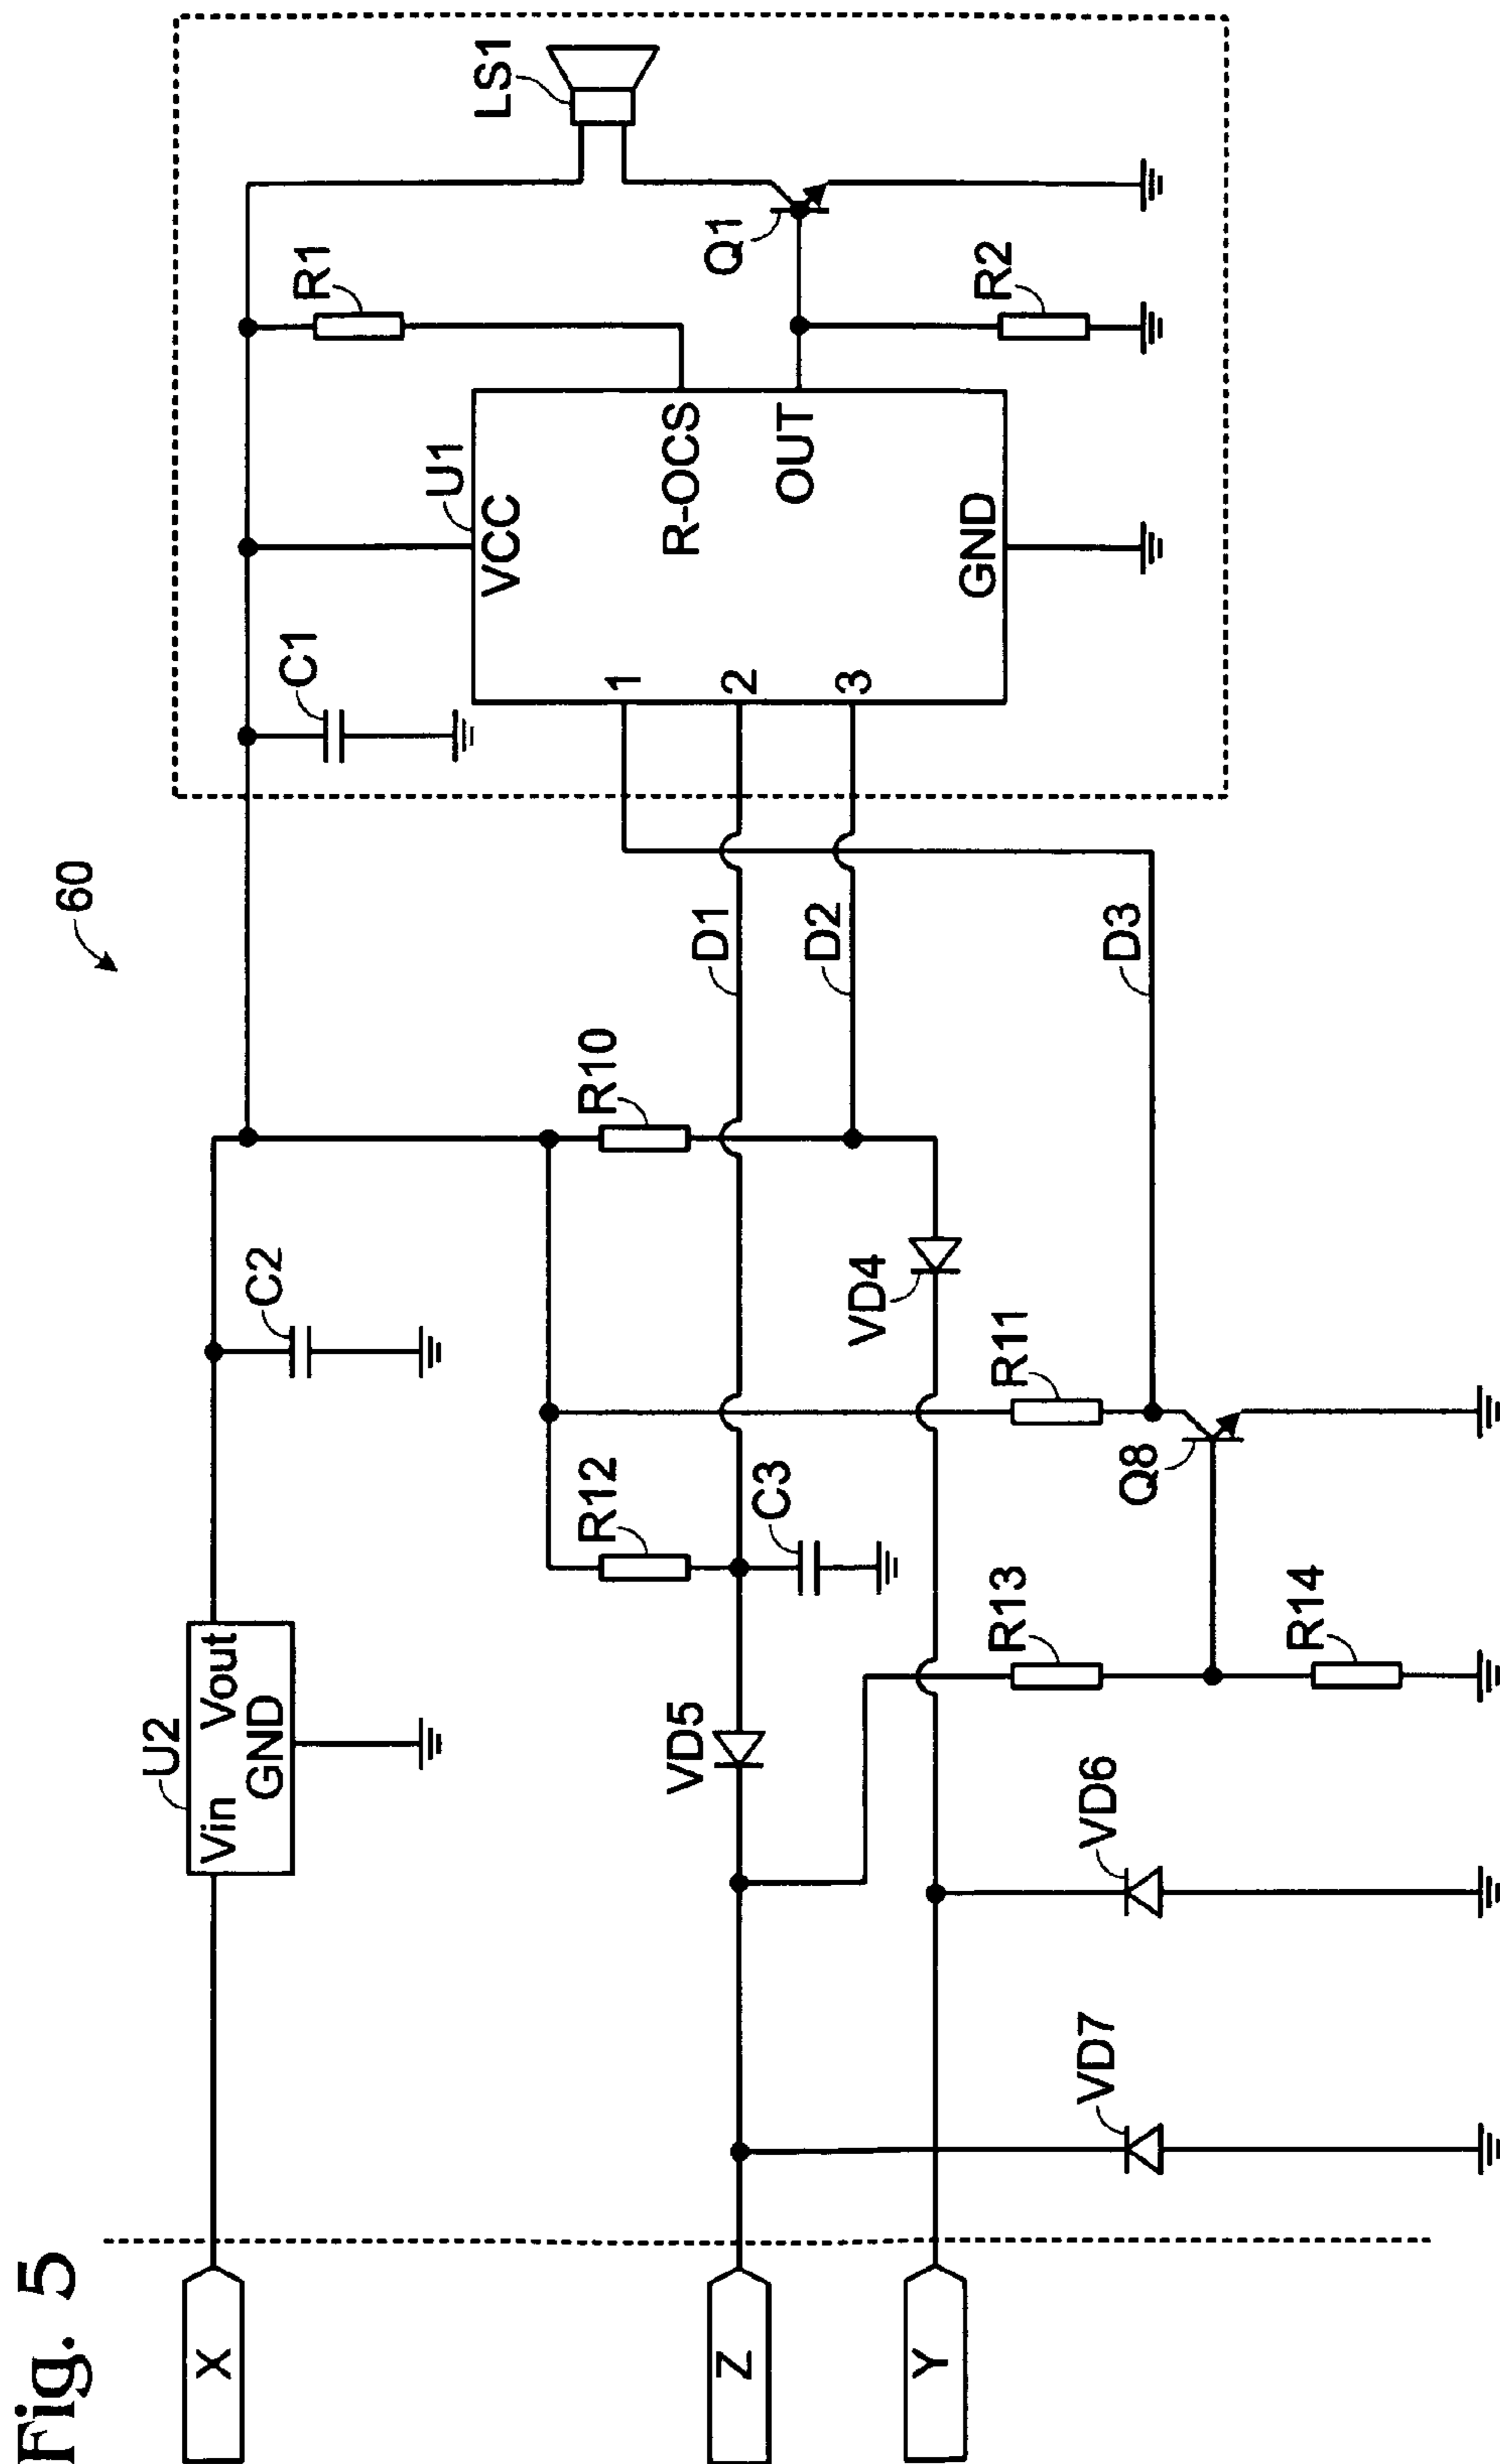 Fig. 5
60
X
Z
Y
U2
Vin
Vout
GND
C2
R12
C3
VD5
R10
VD4
R11
Q8
R13
R14
VD6
VD7
D1
D2
D3
C1
U1
VCC
1
2
3
R-OCS
OUT
GND
R1
LS1
Q1
R2